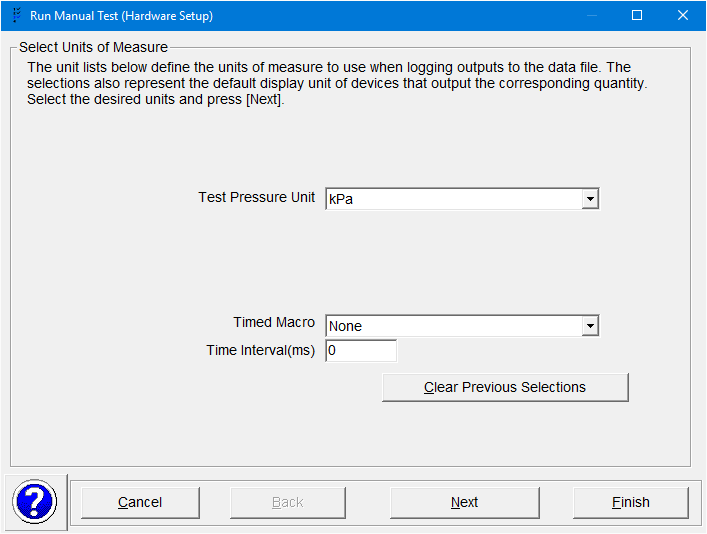 Run Manual Test (Hardware Setup)
Select Units of Measure
The unit lists below define the units of measure to use when logging outputs to the data file. The
selections also represent the default display unit of devices that output the corresponding quantity.
Select the desired units and press [Next].
Test Pressure Unit kPa
Timed Macro None
Time Interval(ms) 0
Clear Previous Selections
? Cancel Back Next Finish